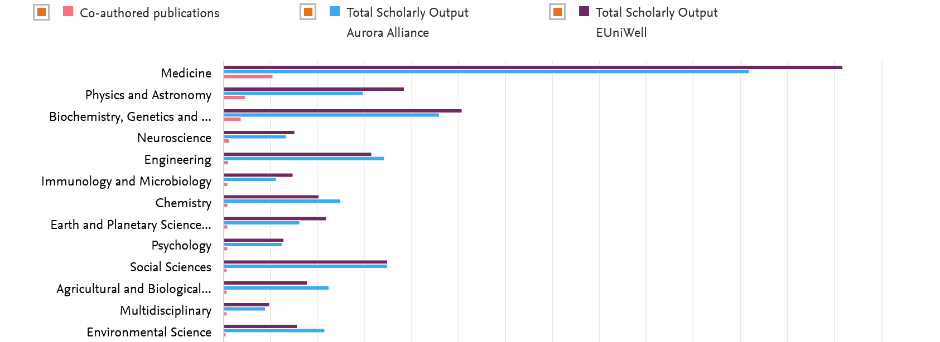 Co-authored publications
Total Scholarly Output
Aurora Alliance
Total Scholarly Output
EUniWell
Medicine
Physics and Astronomy
Biochemistry, Genetics and ...
Neuroscience
Engineering
Immunology and Microbiology
Chemistry
Earth and Planetary Science...
Psychology
Social Sciences
Agricultural and Biological...
Multidisciplinary
Environmental Science